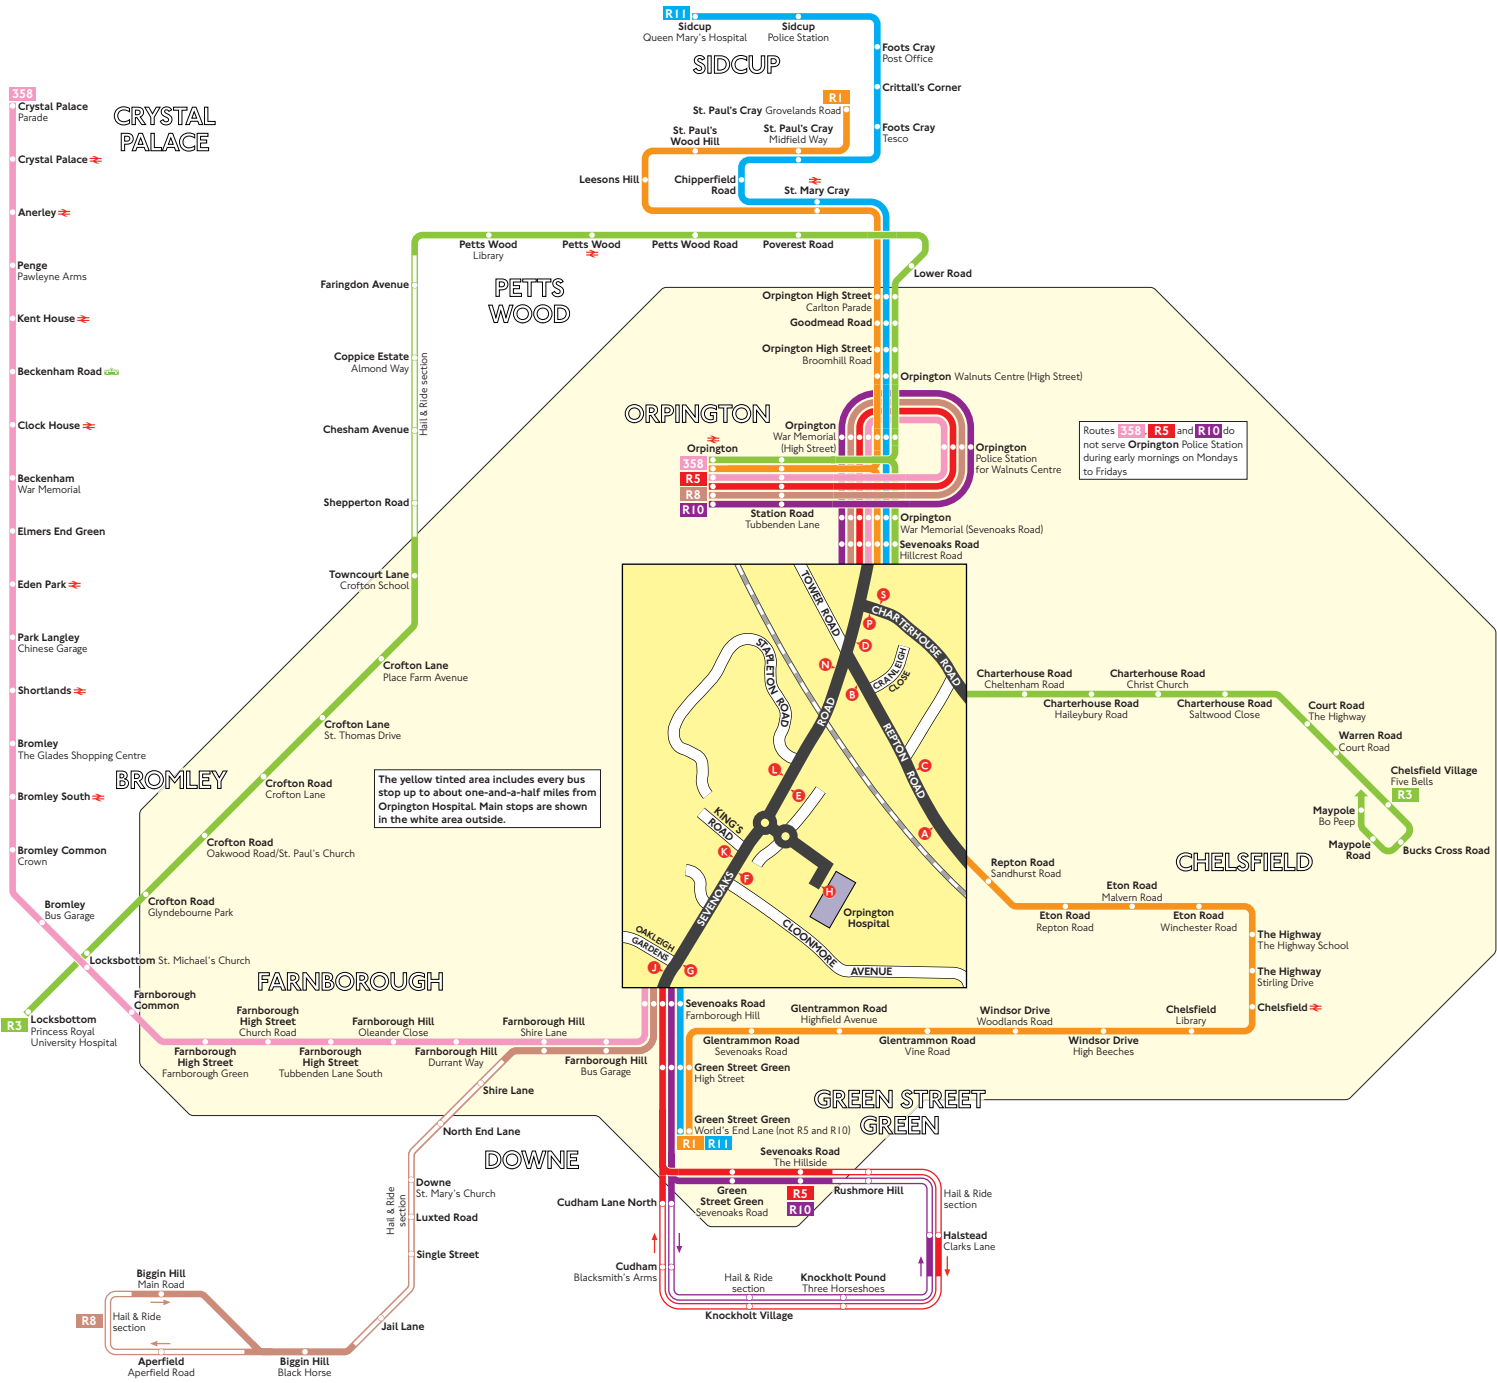 R11
Sidcup
Queen Mary's Hospital
Sidcup
Police Station
SIDCUP
Foots Cray
Post Office
Crittall's Corner
Foots Cray
Tesco
358
Crystal Palace
Parade
CRYSTAL
PALACE
Crystal Palace
Anerley
Penge
Pawleyne Arms
Kent House
Beckenham Road
Clock House
Beckenham
War Memorial
Elmers End Green
Eden Park
Park Langley
Chinese Garage
Shortlands
Bromley
The Glades Shopping Centre
BROMLEY
Bromley South
Bromley Common
Crown
Bromley
Bus Garage
R1
St. Paul's Cray Grovelands Road
St. Paul's
Wood Hill
St. Paul's Cray
Midfield Way
Leesons Hill
Chipperfield
Road
St. Mary Cray
Petts Wood
Library
Petts Wood
Petts Wood Road
Poverest Road
Lower Road
PETTS
WOOD
Faringdon Avenue
Coppice Estate
Almond Way
Hail & Ride section
Chesham Avenue
Shepperton Road
Towncourt Lane
Crofton School
Crofton Lane
Place Farm Avenue
Crofton Lane
St. Thomas Drive
Crofton Road
Crofton Lane
Crofton Road
Oakwood Road/St. Paul's Church
Crofton Road
Glyndebourne Park
Locksbottom St. Michael's Church
R3
Locksbottom
Princess Royal
University Hospital
Orpington High Street
Carlton Parade
Goodmead Road
Orpington High Street
Broomhill Road
Orpington Walnuts Centre (High Street)
ORPINGTON
Orpington
War Memorial
(High Street)
Orpington
358
R5
R8
R10
Station Road
Tubbenden Lane
Orpington
Police Station
for Walnuts Centre
Orpington
War Memorial (Sevenoaks Road)
Sevenoaks Road
Hillcrest Road
Routes 358, R5 and R10 do
not serve Orpington Police Station
during early mornings on Mondays
to Fridays
The yellow tinted area includes every bus
stop up to about one-and-a-half miles from
Orpington Hospital. Main stops are shown
in the white area outside.
TOWER ROAD
CHARTERHOUSE ROAD
STAPLETON ROAD
CRANLEIGH
CLOSE
ROAD
REPTON ROAD
KING'S
ROAD
SEVENOAKS
OAKLEIGH
GARDENS
CLOONMORE
AVENUE
Orpington
Hospital
S
P
D
N
B
L
C
E
A
K
F
H
J
G
Charterhouse Road
Cheltenham Road
Charterhouse Road
Haileybury Road
Charterhouse Road
Christ Church
Charterhouse Road
Saltwood Close
Court Road
The Highway
Warren Road
Court Road
Chelsfield Village
Five Bells
R3
Maypole
Bo Peep
Maypole
Road
Bucks Cross Road
CHELSFIELD
Repton Road
Sandhurst Road
Eton Road
Repton Road
Eton Road
Malvern Road
Eton Road
Winchester Road
The Highway
The Highway School
The Highway
Stirling Drive
Chelsfield
Chelsfield
Library
Windsor Drive
High Beeches
Windsor Drive
Woodlands Road
Glentrammon Road
Vine Road
Glentrammon Road
Highfield Avenue
Glentrammon Road
Sevenoaks Road
FARNBOROUGH
Farnborough
Common
Farnborough
High Street
Farnborough Green
Farnborough
High Street
Church Road
Farnborough
High Street
Tubbenden Lane South
Farnborough Hill
Oleander Close
Farnborough Hill
Durrant Way
Farnborough Hill
Shire Lane
Farnborough Hill
Bus Garage
Sevenoaks Road
Farnborough Hill
Green Street Green
High Street
GREEN STREET
GREEN
Green Street Green
World's End Lane (not R5 and R10)
R1
R11
Sevenoaks Road
The Hillside
Green
Street Green
Sevenoaks Road
R5
R10
Rushmore Hill
Hail & Ride
section
Halstead
Clarks Lane
Cudham Lane North
Cudham
Blacksmith's Arms
Hail & Ride
section
Knockholt Pound
Three Horseshoes
Knockholt Village
Shire Lane
North End Lane
DOWNE
Downe
St. Mary's Church
Luxted Road
Hail & Ride
section
Single Street
Jail Lane
Biggin Hill
Main Road
R8
Hail & Ride
section
Aperfield
Aperfield Road
Biggin Hill
Black Horse